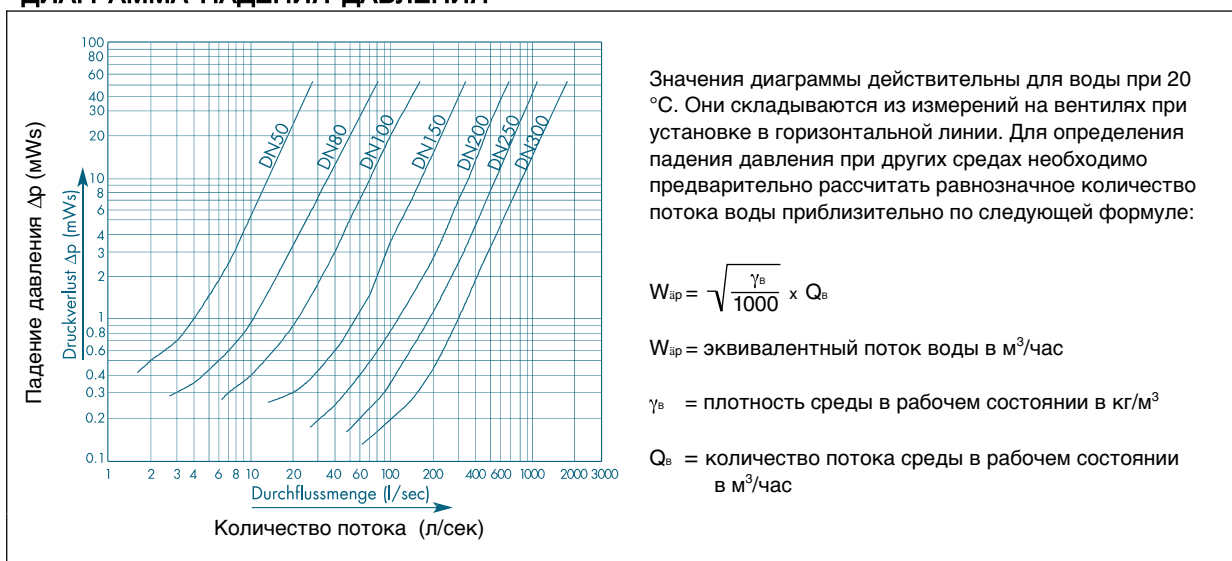 ДИАГРАММА ПАДЕНИЯ ДАВЛЕНИЯ
Падение давления Δp (mWs)
Druckverlust Δp (mWs)
100
80
60
40
30
20
10
8
6
4
3
2
1
0.8
0.6
0.4
0.3
0.2
0.1
DN50
DN80
DN100
DN150
DN200
DN250
DN300
1 2 3 4 6 8 10 20 40 60 100 200 400 600 1000 2000 3000
Durchflussmenge (l/sec)
Количество потока (л/сек)
Значения диаграммы действительны для воды при 20
°C. Они складываются из измерений на вентилях при
установке в горизонтальной линии. Для определения
падения давления при других средах необходимо
предварительно рассчитать равнозначное количество
потока воды приблизительно по следующей формуле:
Wäp = √(γв / 1000) x Qв
Wäp = эквивалентный поток воды в м³/час
γв = плотность среды в рабочем состоянии в кг/м³
Qв = количество потока среды в рабочем состоянии
в м³/час